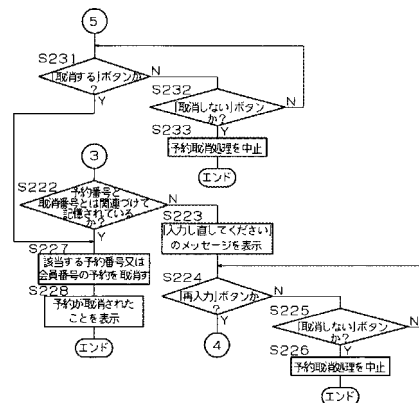 5
S231
「取消する」ボタンか
?
N
Y
S232
「取消しない」ボタン
か?
N
Y
S233
予約取消処理を中止
エンド
3
S222
予約番号と
取消番号とは関連づけて
記憶されている
か?
N
Y
S223
「入力し直してください」
のメッセージを表示
S227
該当する予約番号又は
会員番号の予約を取消す
S228
予約が取消された
ことを表示
エンド
S224
「再入力」ボタンか
?
N
Y
4
S225
「取消しない」ボタン
か?
N
Y
S226
予約取消処理を中止
エンド